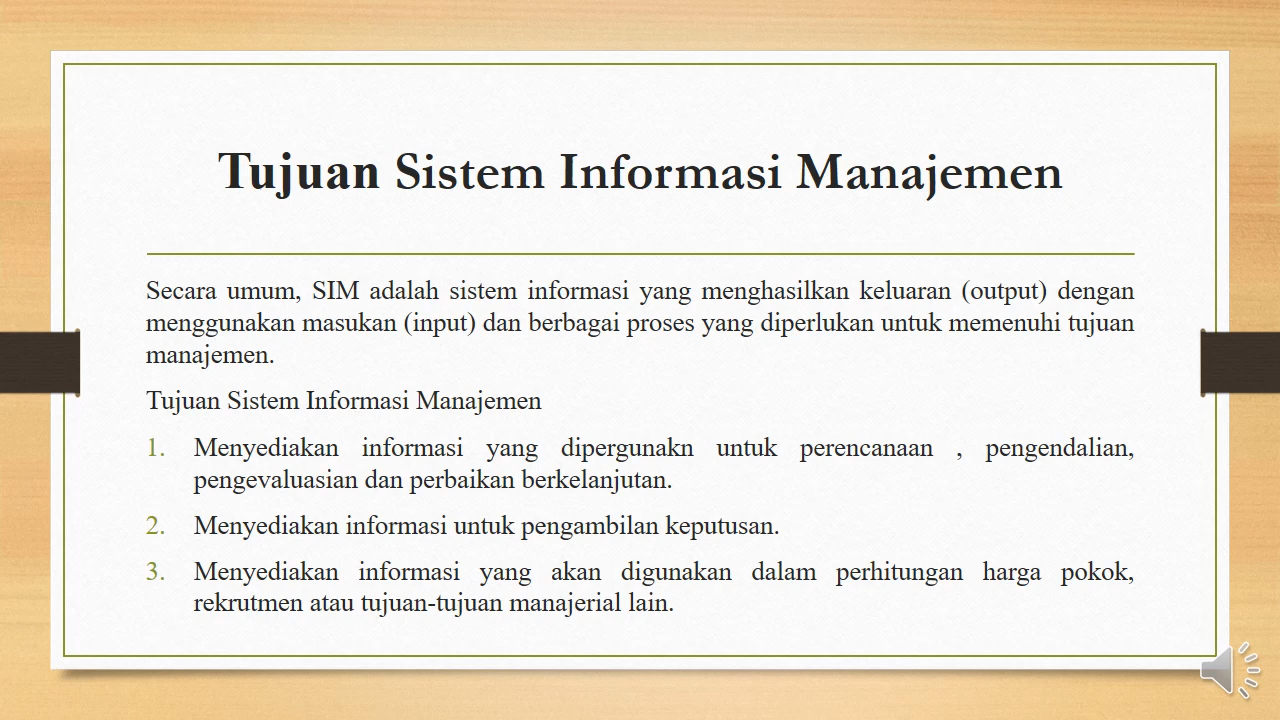 Tujuan Sistem Informasi Manajemen
Secara umum, SIM adalah sistem informasi yang menghasilkan keluaran (output) dengan
menggunakan masukan (input) dan berbagai proses yang diperlukan untuk memenuhi tujuan
manajemen.
Tujuan Sistem Informasi Manajemen
1. Menyediakan informasi yang dipergunakn untuk perencanaan , pengendalian,
pengevaluasian dan perbaikan berkelanjutan.
2. Menyediakan informasi untuk pengambilan keputusan.
3. Menyediakan informasi yang akan digunakan dalam perhitungan harga pokok,
rekrutmen atau tujuan-tujuan manajerial lain.